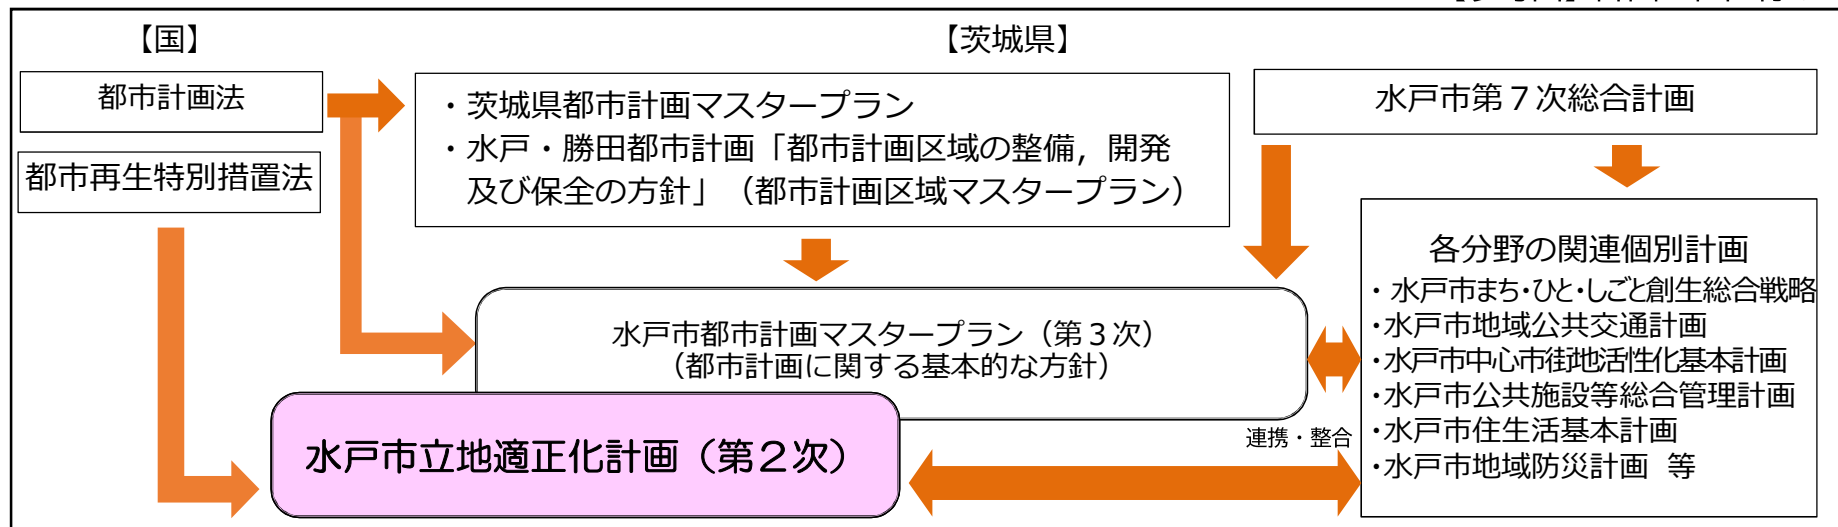 【国】
【茨城県】
都市計画法
都市再生特別措置法
・茨城県都市計画マスタープラン
・水戸・勝田都市計画「都市計画区域の整備，開発
及び保全の方針」（都市計画区域マスタープラン）
水戸市第７次総合計画
各分野の関連個別計画
・水戸市まち・ひと・しごと創生総合戦略
・水戸市地域公共交通計画
・水戸市中心市街地活性化基本計画
・水戸市公共施設等総合管理計画
・水戸市住生活基本計画
・水戸市地域防災計画 等
水戸市都市計画マスタープラン（第３次）
（都市計画に関する基本的な方針）
連携・整合
水戸市立地適正化計画（第２次）